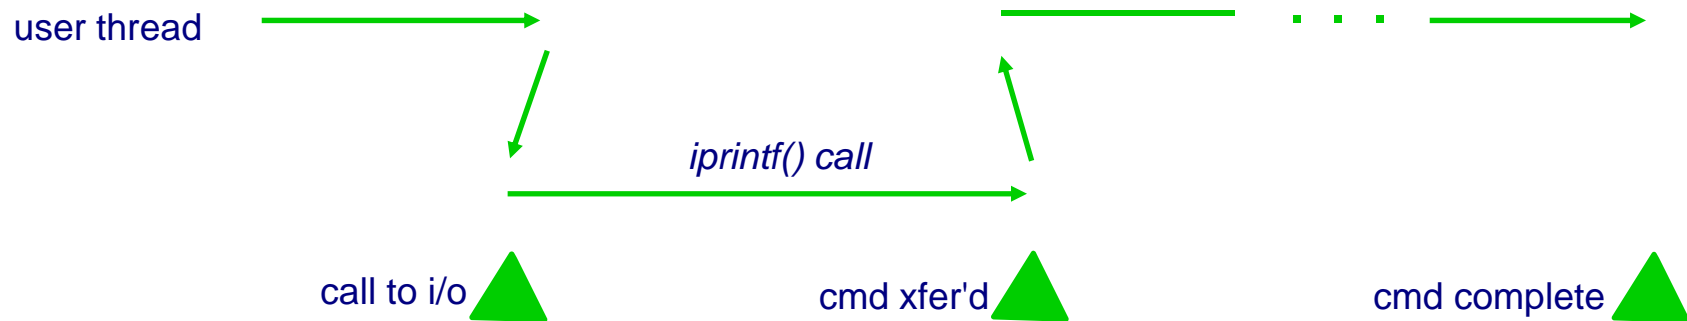 user thread
iprintf() call
call to i/o
cmd xfer'd
cmd complete